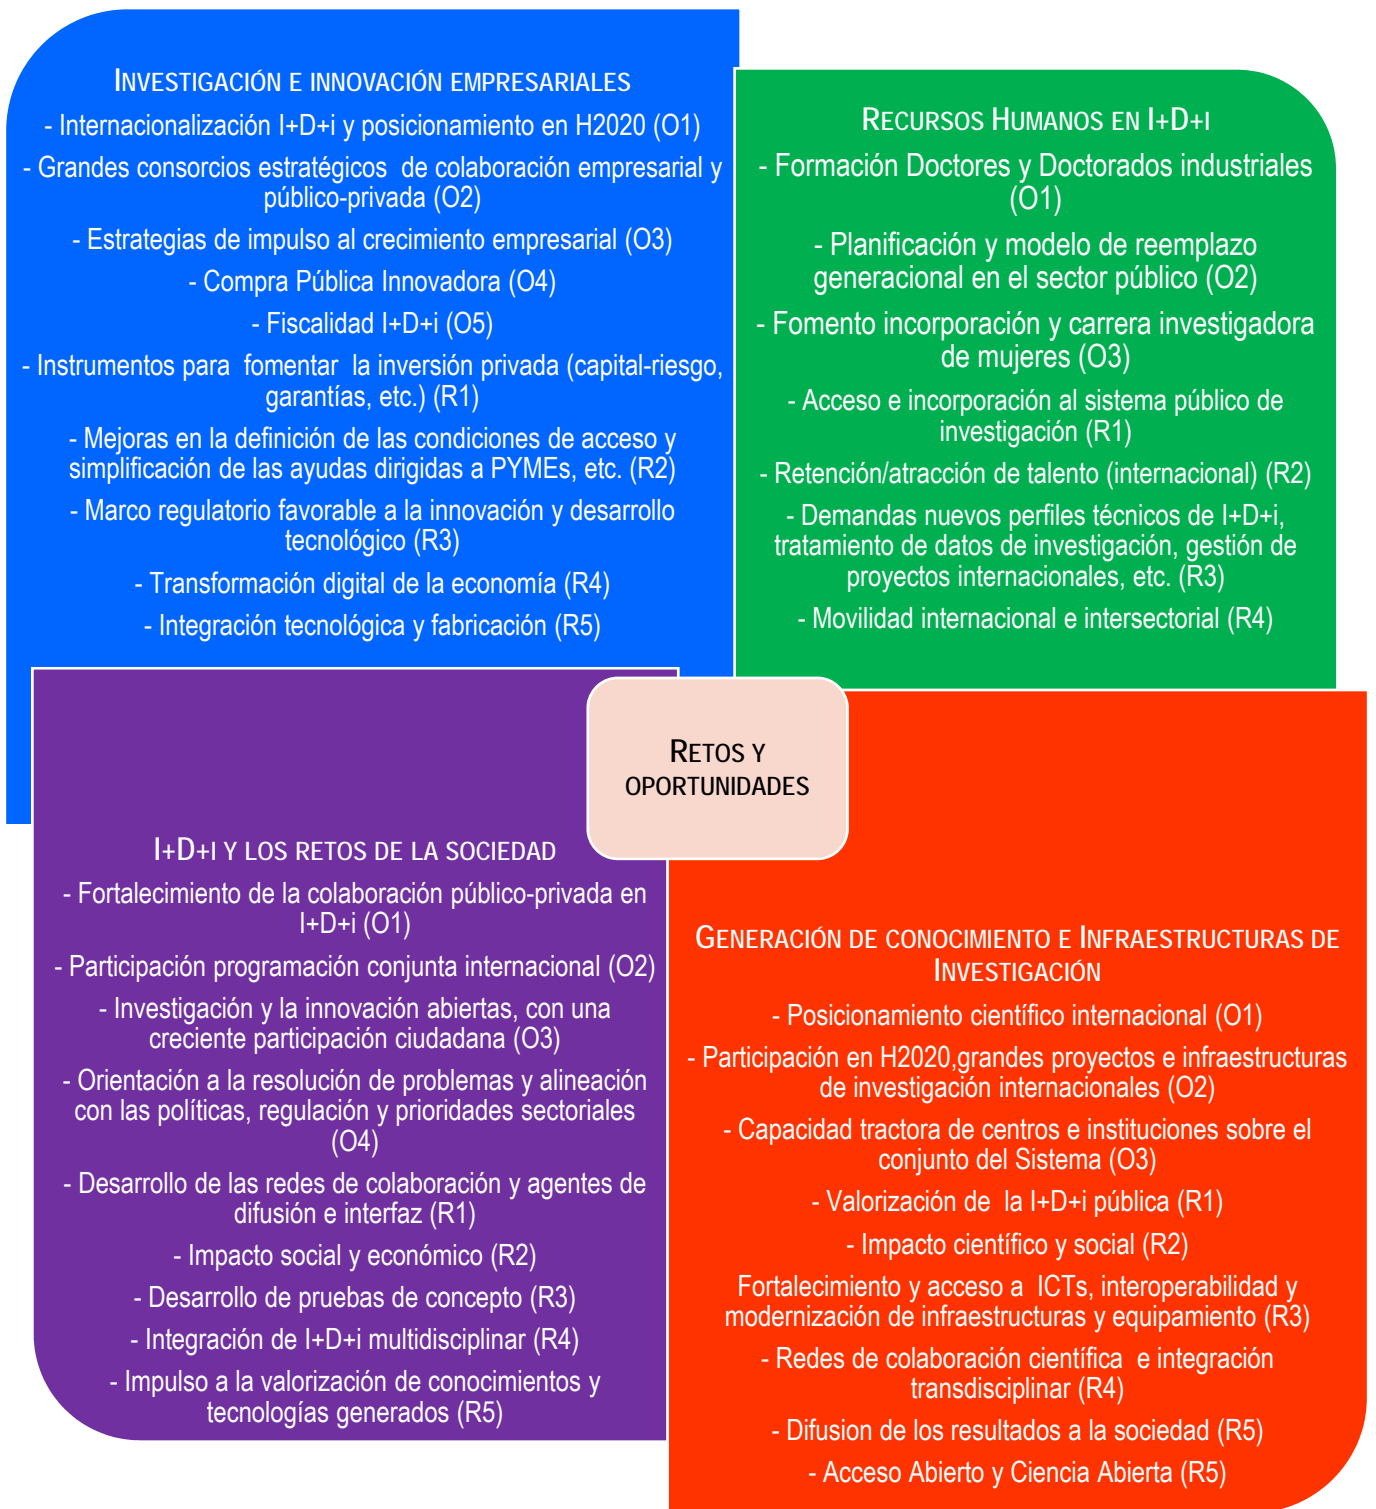 INVESTIGACIÓN E INNOVACIÓN EMPRESARIALES
- Internacionalización I+D+i y posicionamiento en H2020 (O1)
- Grandes consorcios estratégicos de colaboración empresarial y
público-privada (O2)
- Estrategias de impulso al crecimiento empresarial (O3)
- Compra Pública Innovadora (O4)
- Fiscalidad I+D+i (O5)
- Instrumentos para fomentar la inversión privada (capital-riesgo,
garantías, etc.) (R1)
- Mejoras en la definición de las condiciones de acceso y
simplificación de las ayudas dirigidas a PYMEs, etc. (R2)
- Marco regulatorio favorable a la innovación y desarrollo
tecnológico (R3)
- Transformación digital de la economía (R4)
- Integración tecnológica y fabricación (R5)
RECURSOS HUMANOS EN I+D+I
- Formación Doctores y Doctorados industriales
(O1)
- Planificación y modelo de reemplazo
generacional en el sector público (O2)
- Fomento incorporación y carrera investigadora
de mujeres (O3)
- Acceso e incorporación al sistema público de
investigación (R1)
- Retención/atracción de talento (internacional) (R2)
- Demandas nuevos perfiles técnicos de I+D+i,
tratamiento de datos de investigación, gestión de
proyectos internacionales, etc. (R3)
- Movilidad internacional e intersectorial (R4)
RETOS Y
OPORTUNIDADES
I+D+I Y LOS RETOS DE LA SOCIEDAD
- Fortalecimiento de la colaboración público-privada en
I+D+i (O1)
- Participación programación conjunta internacional (O2)
- Investigación y la innovación abiertas, con una
creciente participación ciudadana (O3)
- Orientación a la resolución de problemas y alineación
con las políticas, regulación y prioridades sectoriales
(O4)
- Desarrollo de las redes de colaboración y agentes de
difusión e interfaz (R1)
- Impacto social y económico (R2)
- Desarrollo de pruebas de concepto (R3)
- Integración de I+D+i multidisciplinar (R4)
- Impulso a la valorización de conocimientos y
tecnologías generados (R5)
GENERACIÓN DE CONOCIMIENTO E INFRAESTRUCTURAS DE
INVESTIGACIÓN
- Posicionamiento científico internacional (O1)
- Participación en H2020,grandes proyectos e infraestructuras
de investigación internacionales (O2)
- Capacidad tractora de centros e instituciones sobre el
conjunto del Sistema (O3)
- Valorización de la I+D+i pública (R1)
- Impacto científico y social (R2)
Fortalecimiento y acceso a ICTs, interoperabilidad y
modernización de infraestructuras y equipamiento (R3)
- Redes de colaboración científica e integración
transdisciplinar (R4)
- Difusion de los resultados a la sociedad (R5)
- Acceso Abierto y Ciencia Abierta (R5)